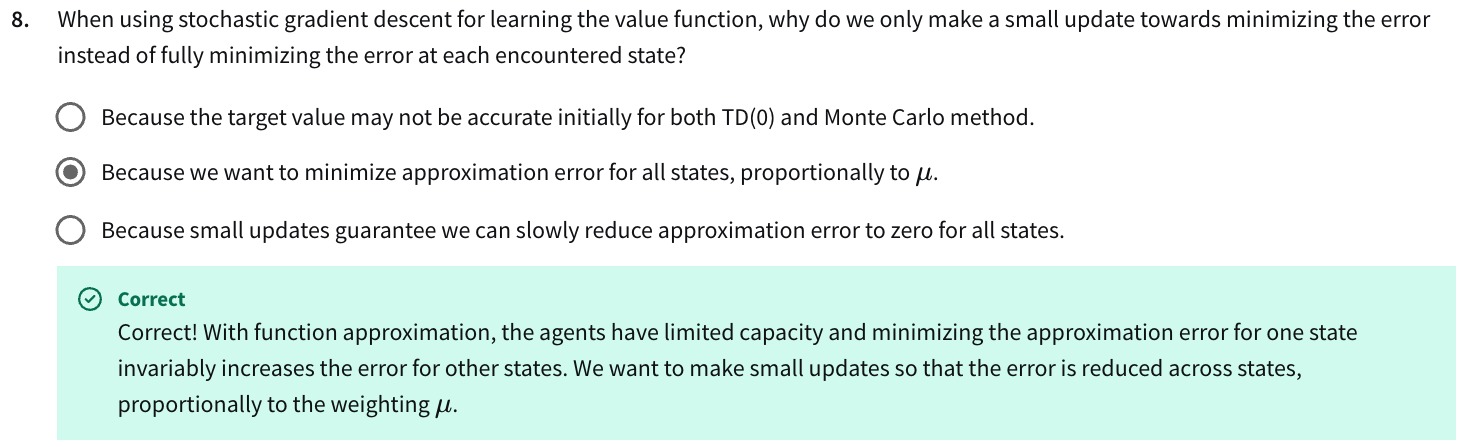 8. When using stochastic gradient descent for learning the value function, why do we only make a small update towards minimizing the error
instead of fully minimizing the error at each encountered state?
Because the target value may not be accurate initially for both TD(0) and Monte Carlo method.
Because we want to minimize approximation error for all states, proportionally to μ.
Because small updates guarantee we can slowly reduce approximation error to zero for all states.
Correct
Correct! With function approximation, the agents have limited capacity and minimizing the approximation error for one state
invariably increases the error for other states. We want to make small updates so that the error is reduced across states,
proportionally to the weighting μ.